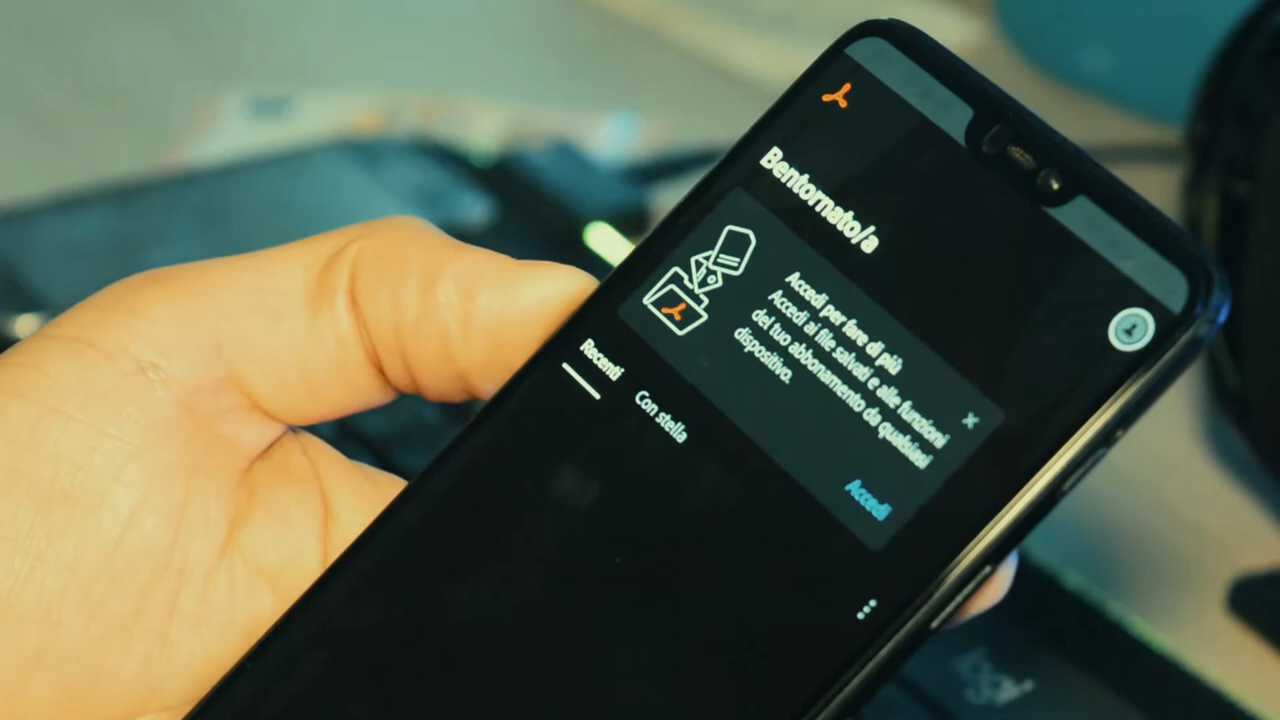 Bentornato/a
Accedi per fare di più
Accedi ai file salvati e alle funzioni
del tuo abbonamento da qualsiasi
dispositivo.
Accedi
Recenti
Con stella